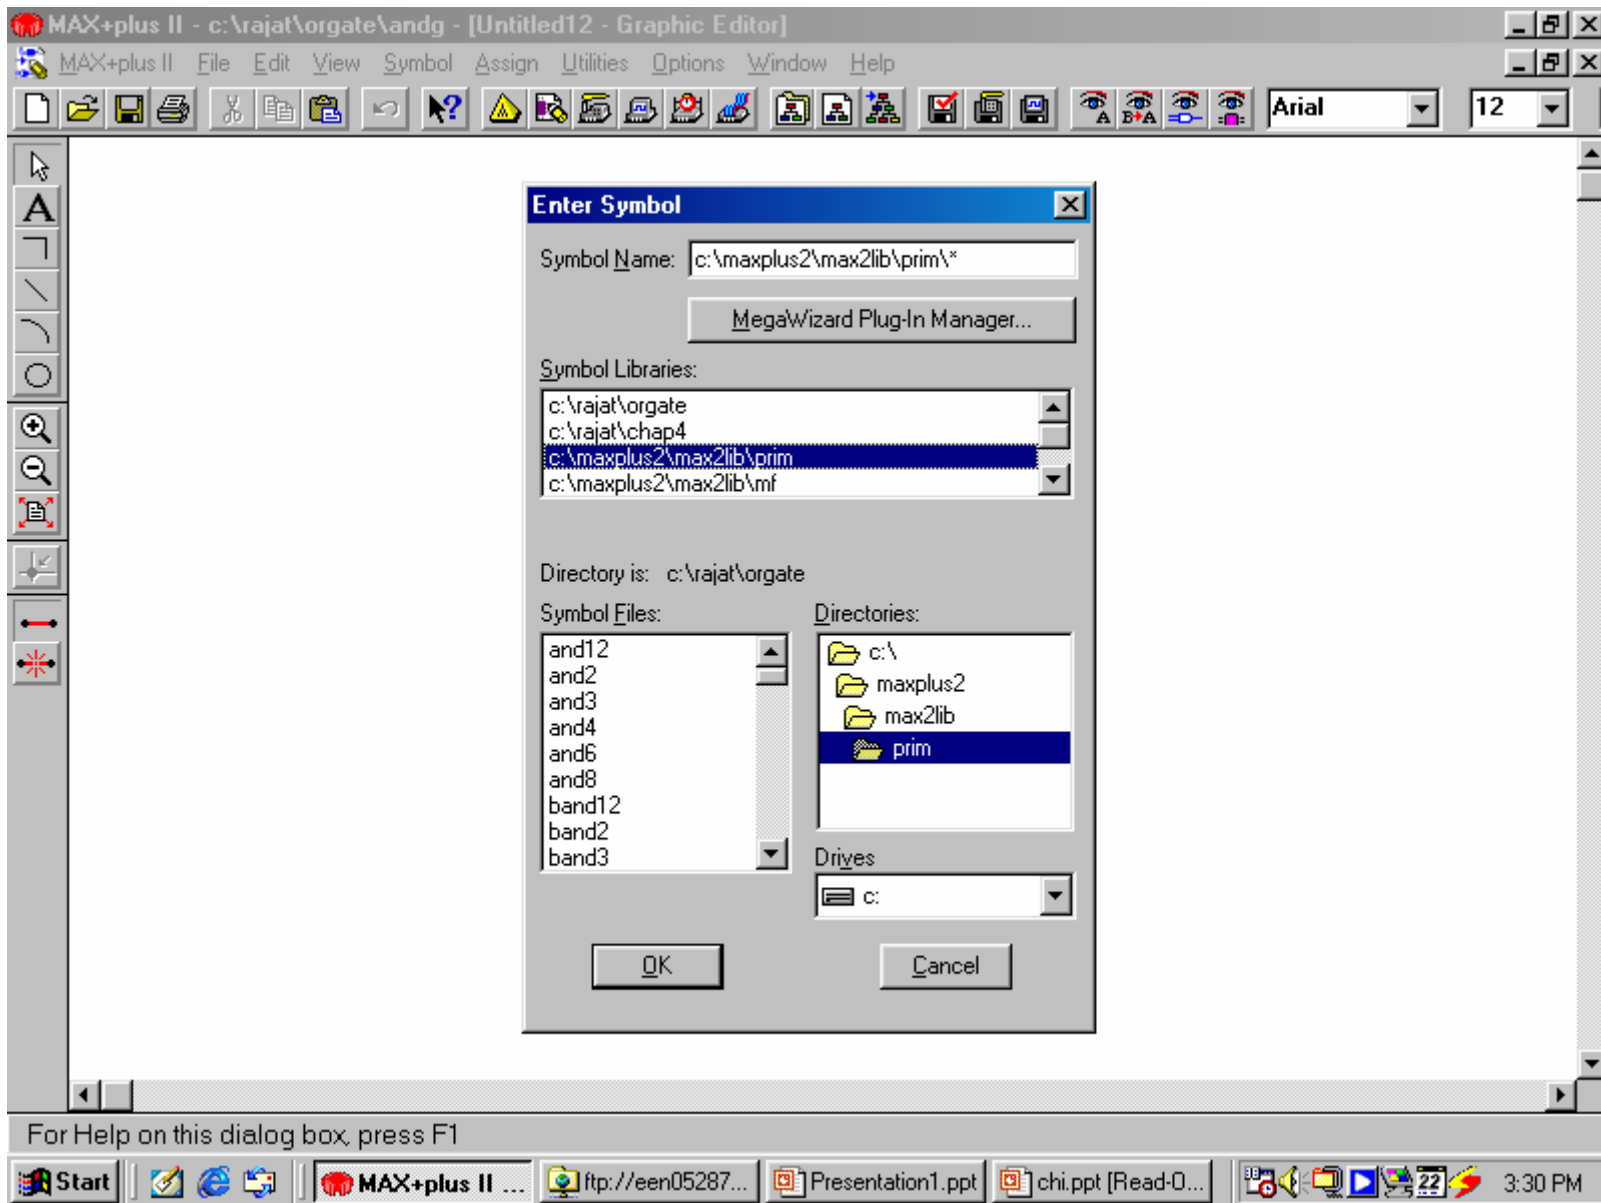 MAX+plus II - c:\rajat\orgate\andg - [Untitled12 - Graphic Editor]
MAX+plus II File Edit View Symbol Assign Utilities Options Window Help
Arial 12
Enter Symbol
Symbol Name: c:\maxplus2\max2lib\prim\*
MegaWizard Plug-In Manager...
Symbol Libraries:
c:\rajat\orgate
c:\rajat\chap4
c:\maxplus2\max2lib\prim
c:\maxplus2\max2lib\mf
Directory is: c:\rajat\orgate
Symbol Files:
and12
and2
and3
and4
and6
and8
band12
band2
band3
Directories:
c:\
maxplus2
max2lib
prim
Drives
c:
OK Cancel
For Help on this dialog box, press F1
Start MAX+plus II ... ftp://een05287... Presentation1.ppt chi.ppt [Read-O... 22 3:30 PM